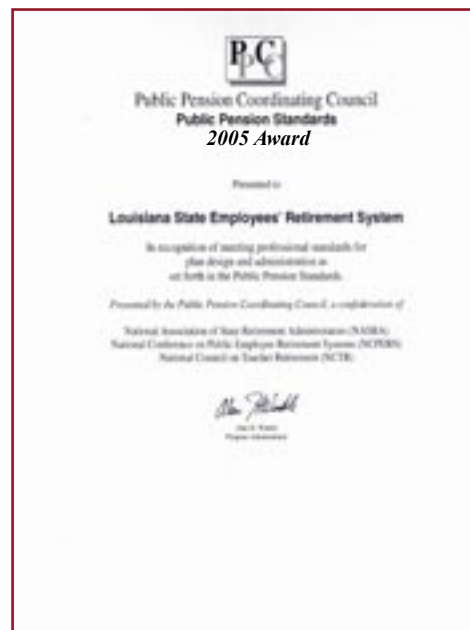 PPCC
Public Pension Coordinating Council
Public Pension Standards
2005 Award
Presented to
Louisiana State Employees' Retirement System
In recognition of meeting professional standards for
plan design and administration as
set forth in the Public Pension Standards.
Presented by the Public Pension Coordinating Council, a confederation of
National Association of State Retirement Administrators (NASRA)
National Conference on Public Employee Retirement Systems (NCPERS)
National Council on Teacher Retirement (NCTR)
Program Administrator